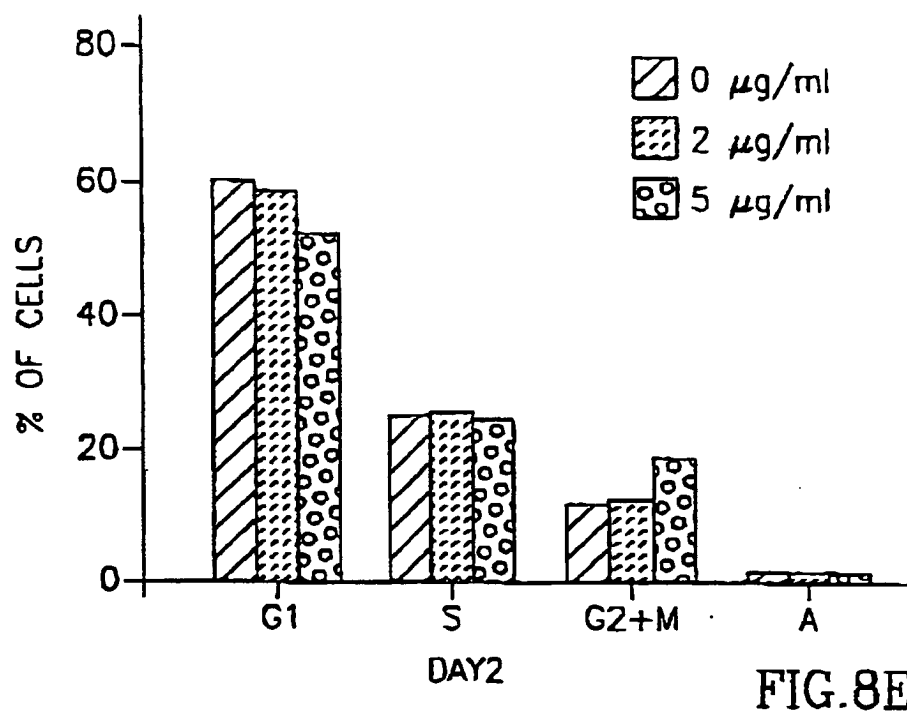 80
60
40
20
0
% OF CELLS
0 μg/ml
2 μg/ml
5 μg/ml
G1 S G2+M A
DAY2
FIG.8E